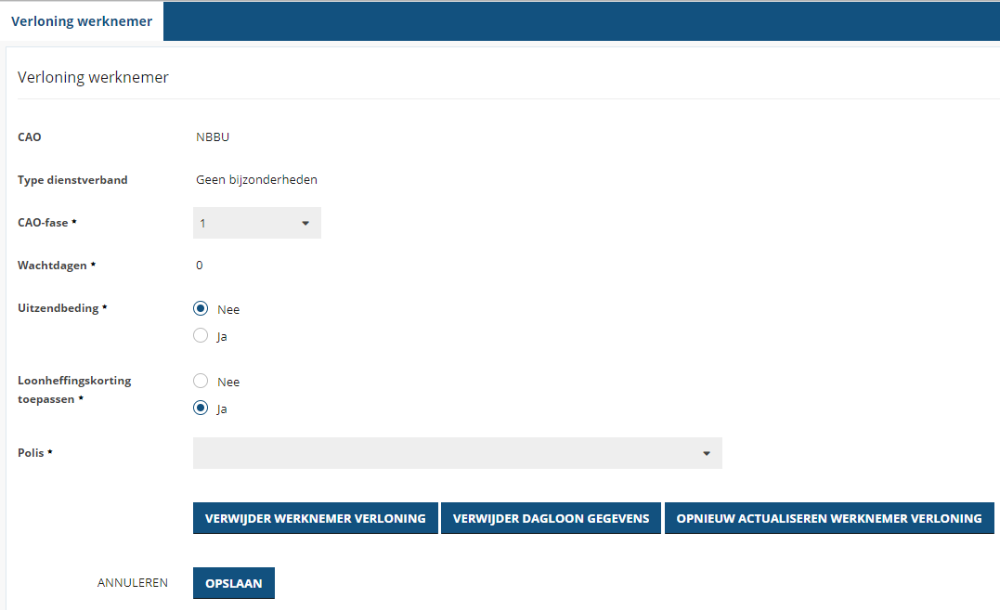 Verloning werknemer
Verloning werknemer
CAO NBBU
Type dienstverband Geen bijzonderheden
CAO-fase * 1
Wachtdagen * 0
Uitzendbeding * Nee
Ja
Loonheffingskorting Nee
toepassen * Ja
Polis *
VERWIJDER WERKNEMER VERLONING VERWIJDER DAGLOON GEGEVENS OPNIEUW ACTUALISEREN WERKNEMER VERLONING
ANNULEREN OPSLAAN